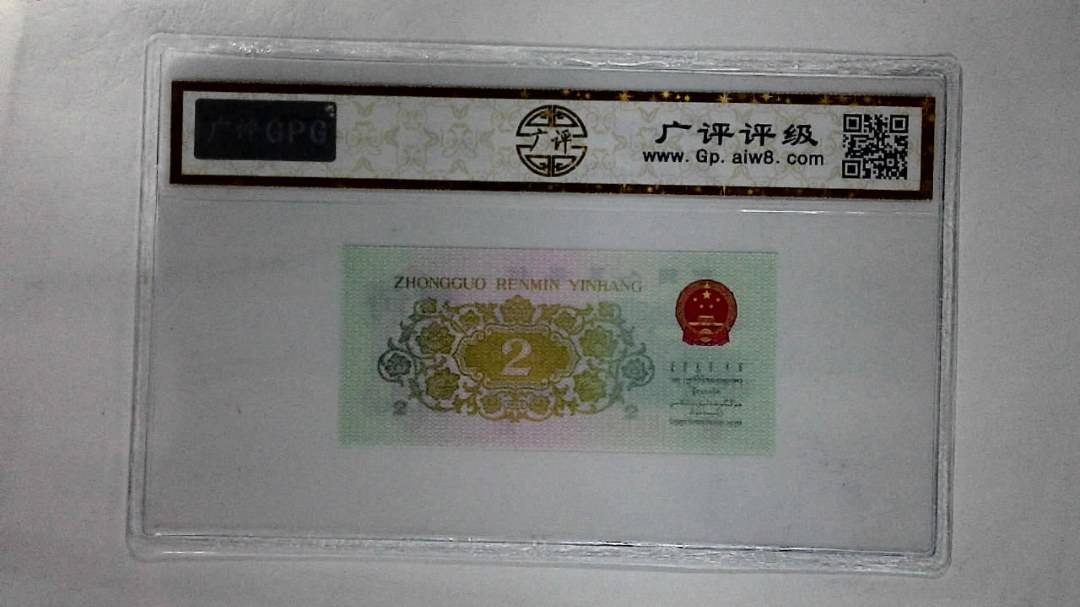 广评GPG
广评
广评评级
www.Gp.aiw8.com
ZHONGGUO RENMIN YINHANG
2
2
2